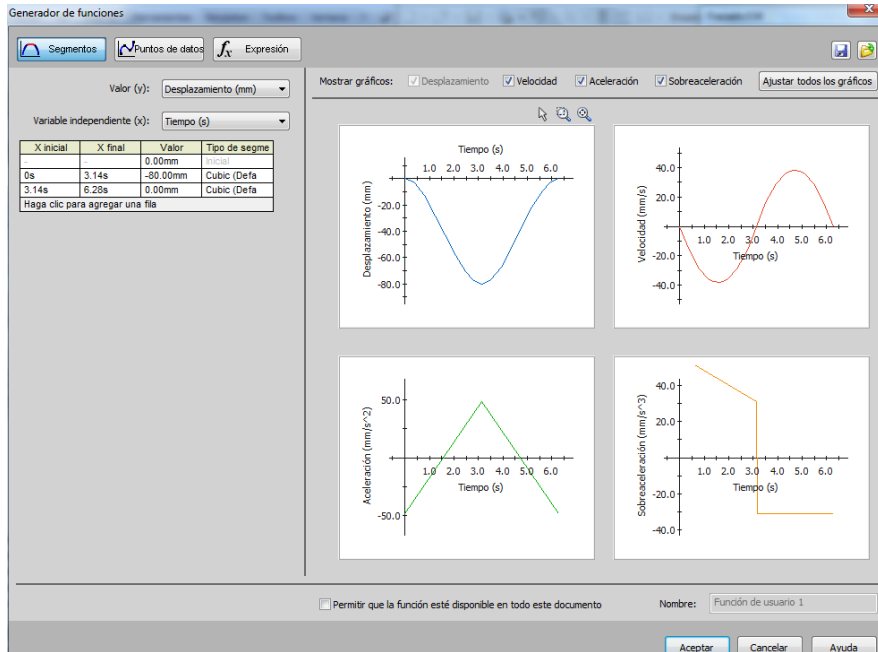 Generador de funciones
Segmentos
Puntos de datos
fx Expresión
Valor (y): Desplazamiento (mm)
Variable independiente (x): Tiempo (s)
X inicial X final Valor Tipo de segme
- - 0.00mm Inicial
0s 3.14s -80.00mm Cubic (Defa
3.14s 6.28s 0.00mm Cubic (Defa
Haga clic para agregar una fila
Mostrar gráficos: Desplazamiento Velocidad Aceleración Sobreaceleración Ajustar todos los gráficos
Tiempo (s)
1.0 2.0 3.0 4.0 5.0 6.0
Desplazamiento (mm)
-20.0
-40.0
-60.0
-80.0
Velocidad (mm/s)
40.0
20.0
-20.0
-40.0
1.0 2.0 3.0 4.0 5.0 6.0
Tiempo (s)
Aceleración (mm/s^2)
50.0
-50.0
1.0 2.0 3.0 4.0 5.0 6.0
Tiempo (s)
Sobreaceleración (mm/s^3)
40.0
20.0
-20.0
-40.0
1.0 2.0 3.0 4.0 5.0 6.0
Tiempo (s)
Permitir que la función esté disponible en todo este documento
Nombre: Función de usuario 1
Aceptar Cancelar Ayuda